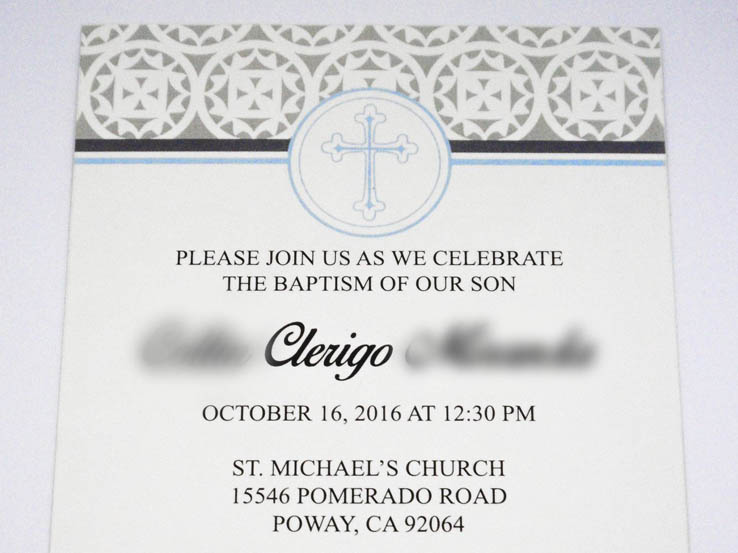 PLEASE JOIN US AS WE CELEBRATE
THE BAPTISM OF OUR SON
Clerigo
OCTOBER 16, 2016 AT 12:30 PM
ST. MICHAEL'S CHURCH
15546 POMERADO ROAD
POWAY, CA 92064